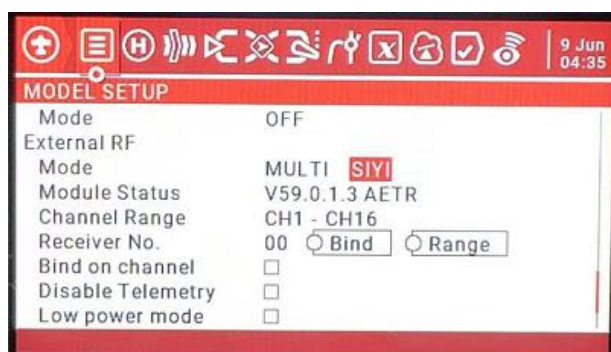 H X 9 Jun
04:35
MODEL SETUP
Mode OFF
External RF
Mode MULTI SIYI
Module Status V59.0.1.3 AETR
Channel Range CH1 - CH16
Receiver No. 00 Bind Range
Bind on channel
Disable Telemetry
Low power mode